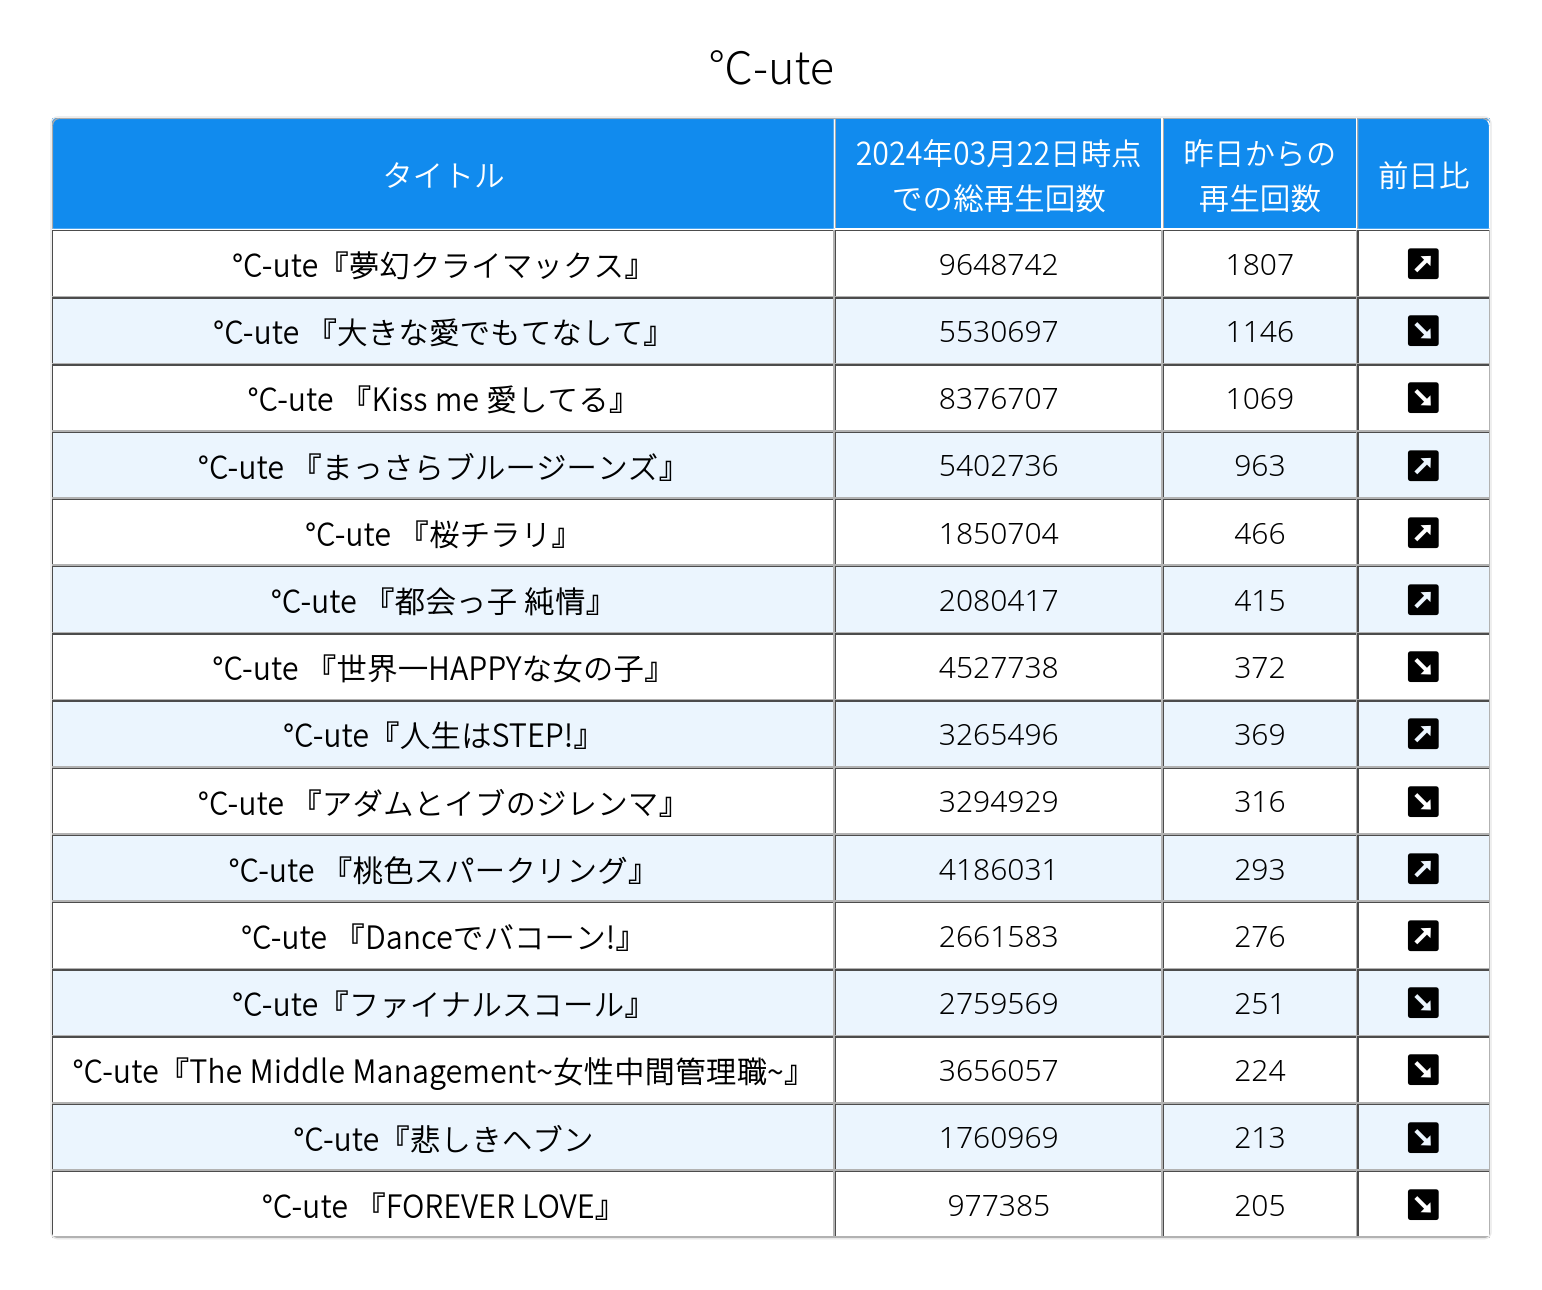 ℃-ute
タイトル 2024年03月22日時点での総再生回数 昨日からの再生回数 前日比
℃-ute『夢幻クライマックス』 9648742 1807 ↗
℃-ute 『大きな愛でもてなして』 5530697 1146 ↘
℃-ute 『Kiss me 愛してる』 8376707 1069 ↘
℃-ute 『まっさらブルージーンズ』 5402736 963 ↗
℃-ute 『桜チラリ』 1850704 466 ↗
℃-ute 『都会っ子 純情』 2080417 415 ↗
℃-ute 『世界一HAPPYな女の子』 4527738 372 ↘
℃-ute『人生はSTEP!』 3265496 369 ↗
℃-ute 『アダムとイブのジレンマ』 3294929 316 ↘
℃-ute 『桃色スパークリング』 4186031 293 ↗
℃-ute 『Danceでバコーン!』 2661583 276 ↗
℃-ute『ファイナルスコール』 2759569 251 ↘
℃-ute『The Middle Management~女性中間管理職~』 3656057 224 ↘
℃-ute『悲しきヘブン 1760969 213 ↘
℃-ute 『FOREVER LOVE』 977385 205 ↘